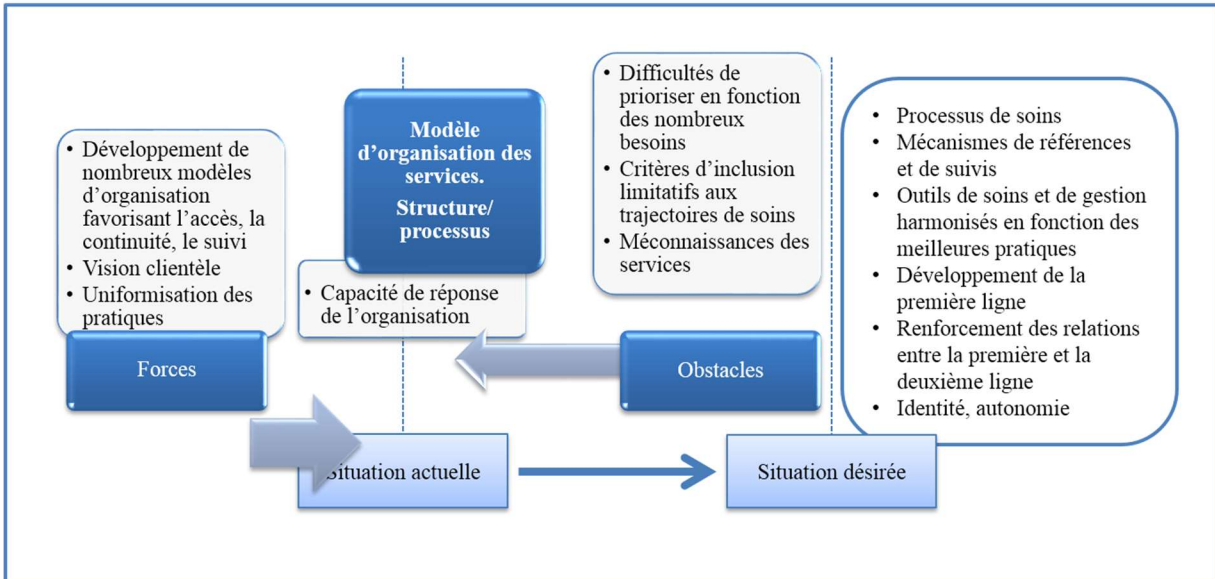 • Développement de
nombreux modèles
d'organisation
favorisant l'accès, la
continuité, le suivi
• Vision clientèle
• Uniformisation des
pratiques
Forces
Modèle
d'organisation des
services.
Structure/
processus
• Capacité de réponse
de l'organisation
• Difficultés de
prioriser en fonction
des nombreux
besoins
• Critères d'inclusion
limitatifs aux
trajectoires de soins
• Méconnaissances des
services
Obstacles
• Processus de soins
• Mécanismes de références
et de suivis
• Outils de soins et de gestion
harmonisés en fonction des
meilleures pratiques
• Développement de la
première ligne
• Renforcement des relations
entre la première et la
deuxième ligne
• Identité, autonomie
Situation actuelle
Situation désirée